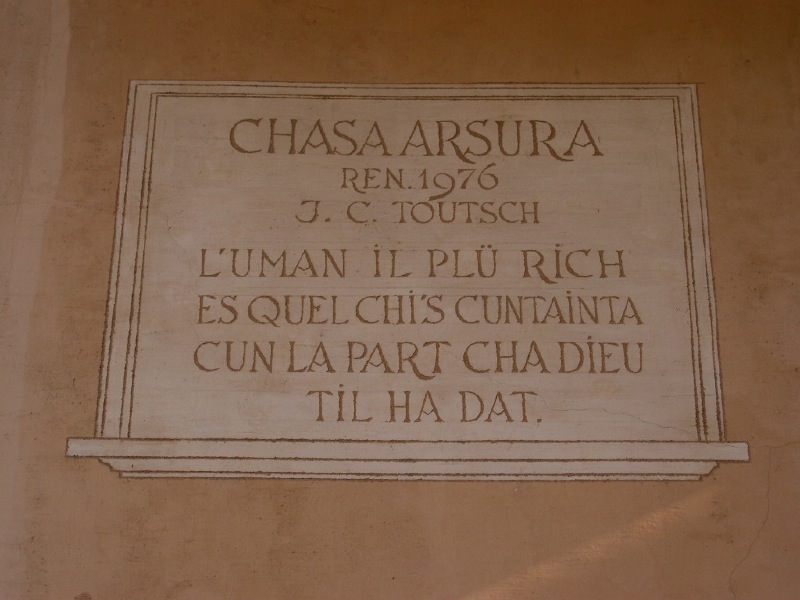 CHASA ARSURA
REN. 1976
J. C. TOUTSCH
L'UMAN IL PLÜ RICH
ES QUEL CHI'S CUNTAINTA
CUN LA PART CHA DIEU
TIL HA DAT.